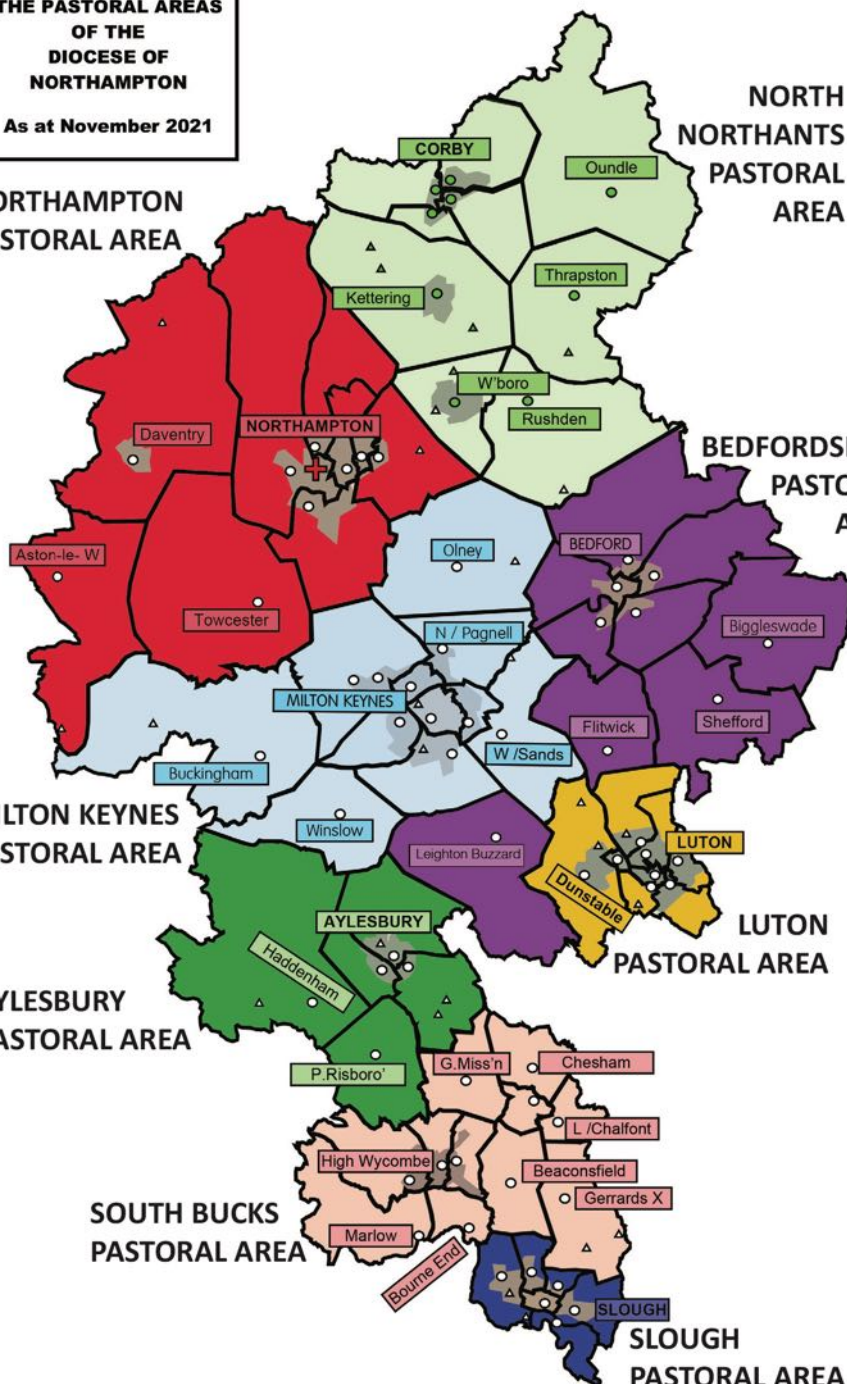 THE PASTORAL AREAS
OF THE
DIOCESE OF
NORTHAMPTON
As at November 2021
NORTH
NORTHANTS
PASTORAL
AREA
CORBY
Oundle
ORTHAMPTON
STORAL AREA
Thrapston
Kettering
W'boro
Rushden
Daventry
NORTHAMPTON
BEDFORDS
PASTO
A
Aston-le- W
Olney
BEDFORD
Towcester
N / Pagnell
Biggleswade
MILTON KEYNES
Flitwick
Shefford
W /Sands
Buckingham
ILTON KEYNES
ASTORAL AREA
Winslow
Leighton Buzzard
LUTON
Dunstable
LUTON
PASTORAL AREA
AYLESBURY
Haddenham
YLESBURY
ASTORAL AREA
P.Risboro'
G.Miss'n
Chesham
L /Chalfont
High Wycombe
Beaconsfield
Gerrards X
SOUTH BUCKS
PASTORAL AREA
Marlow
Bourne End
SLOUGH
SLOUGH
PASTORAL AREA